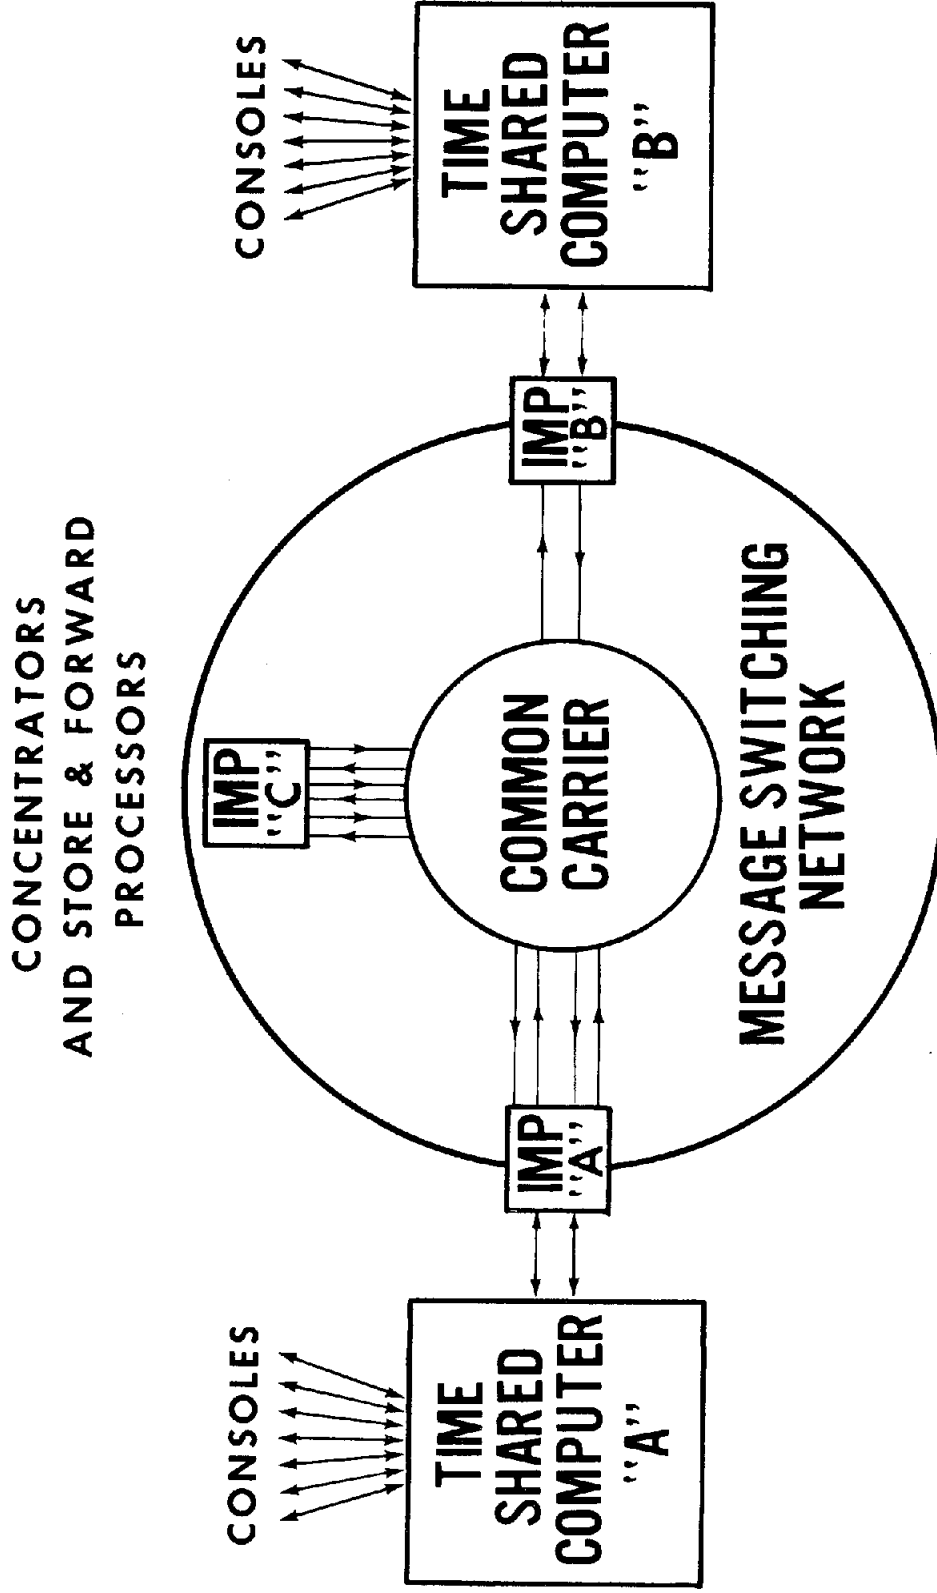 CONCENTRATORS
AND STORE & FORWARD
PROCESSORS
CONSOLES
CONSOLES
IMP
"C"
TIME
SHARED
COMPUTER
"A"
IMP
"A"
COMMON
CARRIER
IMP
"B"
TIME
SHARED
COMPUTER
"B"
MESSAGE SWITCHING
NETWORK